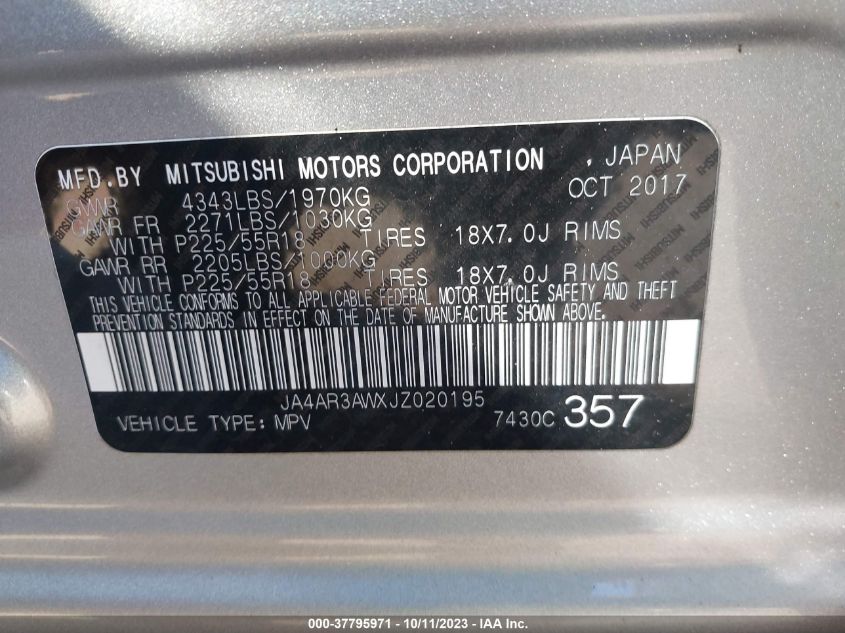 MFD.BY MITSUBISHI MOTORS CORPORATION , JAPAN
GVWR 4343LBS/1970KG OCT 2017
GAWR FR 2271LBS/1030KG
WITH P225/55R18 TIRES 18X7.0J RIMS
GAWR RR 2205LBS/1000KG
WITH P225/55R18 TIRES 18X7.0J RIMS
THIS VEHICLE CONFORMS TO ALL APPLICABLE FEDERAL MOTOR VEHICLE SAFETY AND THEFT
PREVENTION STANDARDS IN EFFECT ON THE DATE OF MANUFACTURE SHOWN ABOVE.
JA4AR3AWXJZ020195
VEHICLE TYPE: MPV 7430C 357
000-37795971 - 10/11/2023 - © IAA Inc.